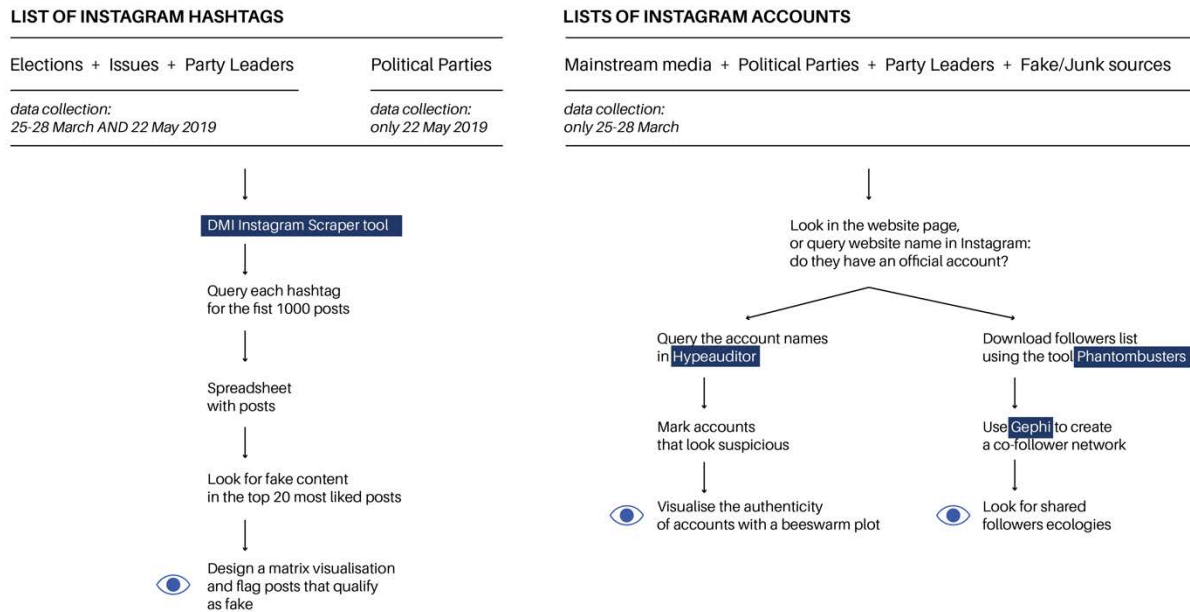 LIST OF INSTAGRAM HASHTAGS
Elections + Issues + Party Leaders
Political Parties
data collection:
25-28 March AND 22 May 2019
data collection:
only 22 May 2019
DMI Instagram Scraper tool
Query each hashtag
for the fist 1000 posts
Spreadsheet
with posts
Look for fake content
in the top 20 most liked posts
Design a matrix visualisation
and flag posts that qualify
as fake
LISTS OF INSTAGRAM ACCOUNTS
Mainstream media + Political Parties + Party Leaders + Fake/Junk sources
data collection:
only 25-28 March
Look in the website page,
or query website name in Instagram:
do they have an official account?
Query the account names
in Hypeauditor
Mark accounts
that look suspicious
Visualise the authenticity
of accounts with a beeswarm plot
Download followers list
using the tool Phantombusters
Use Gephi to create
a co-follower network
Look for shared
followers ecologies